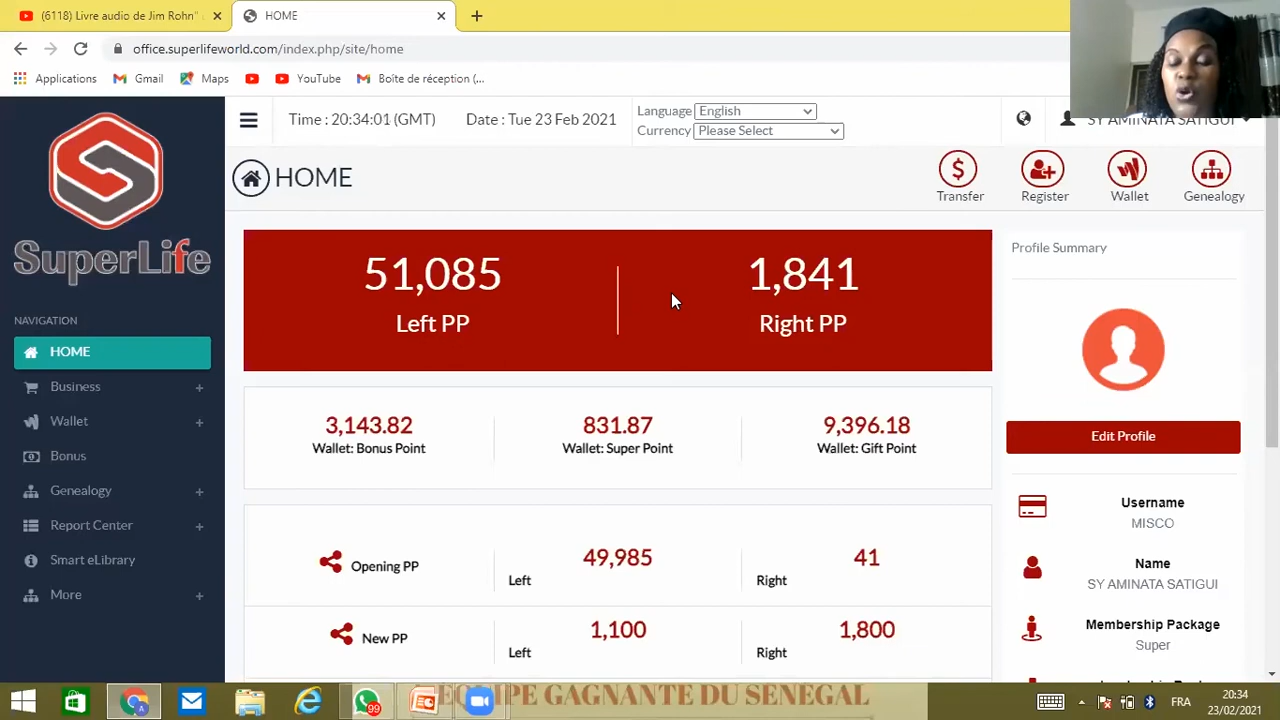 (6118) Livre audio de Jim Rohn"
HOME
office.superlifeworld.com/index.php/site/home
Applications
Gmail
Maps
YouTube
Boîte de réception (...
Time : 20:34:01 (GMT)
Date : Tue 23 Feb 2021
Language English
Currency Please Select
SY AMINATA SATIGUI
SuperLife
HOME
Transfer
Register
Wallet
Genealogy
51,085
Left PP
1,841
Right PP
Profile Summary
NAVIGATION
HOME
Business +
Wallet +
Bonus
Genealogy +
Report Center +
Smart eLibrary
More +
3,143.82
Wallet: Bonus Point
831.87
Wallet: Super Point
9,396.18
Wallet: Gift Point
Edit Profile
Opening PP
Left
49,985
Right
41
New PP
Left
1,100
Right
1,800
Username
MISCO
Name
SY AMINATA SATIGUI
Membership Package
Super
EQUIPE GAGNANTE DU SENEGAL
99
FRA
20:34
23/02/2021